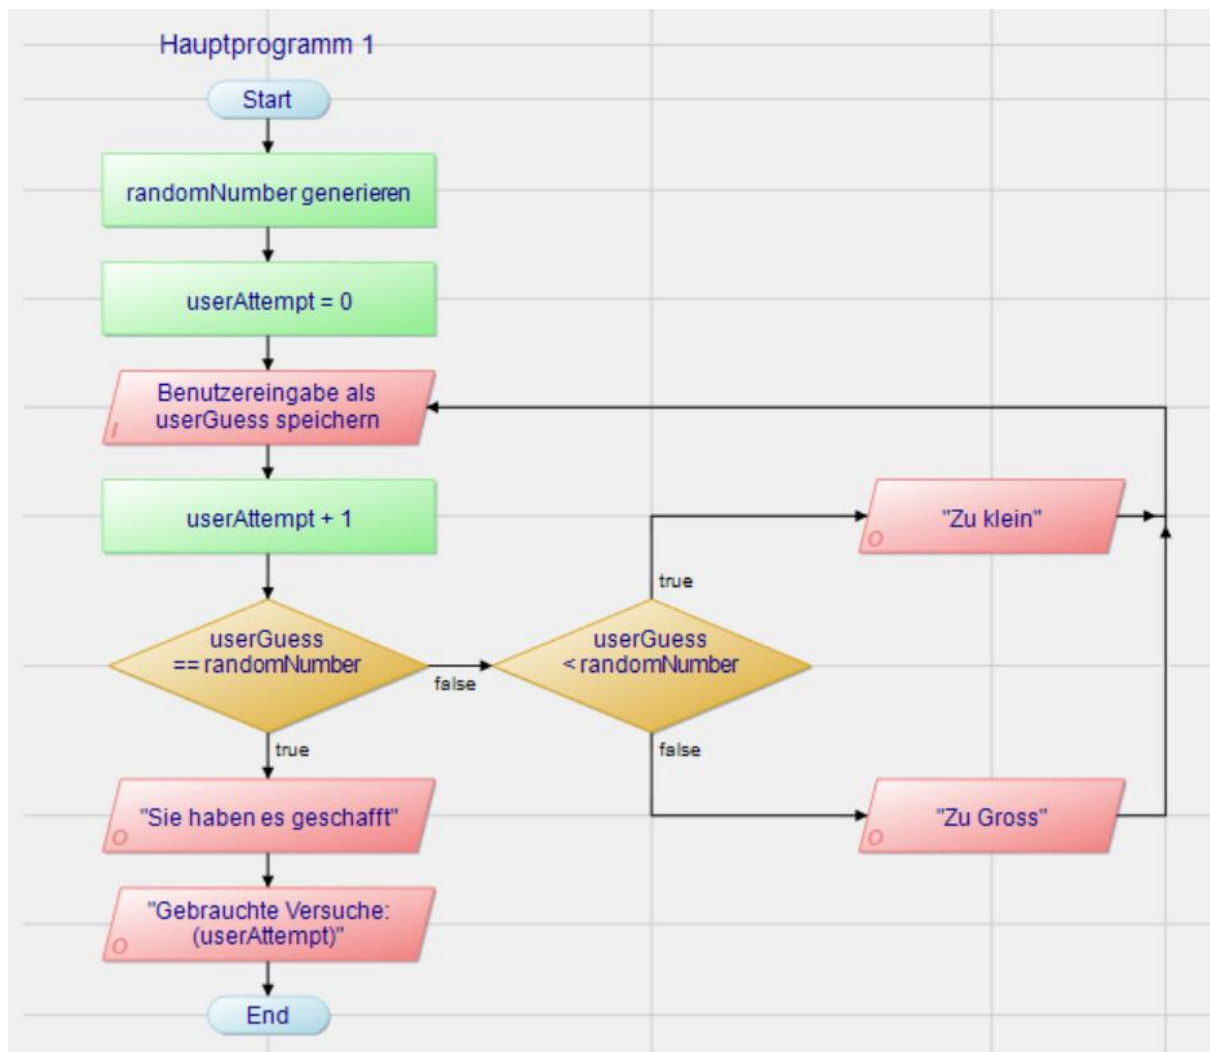 Hauptprogramm 1
Start
randomNumber generieren
userAttempt = 0
Benutzereingabe als
userGuess speichern
I
userAttempt + 1
userGuess
== randomNumber
false
true
userGuess
< randomNumber
true
false
"Zu klein"
O
"Zu Gross"
O
"Sie haben es geschafft"
O
"Gebrauchte Versuche:
(userAttempt)"
O
End